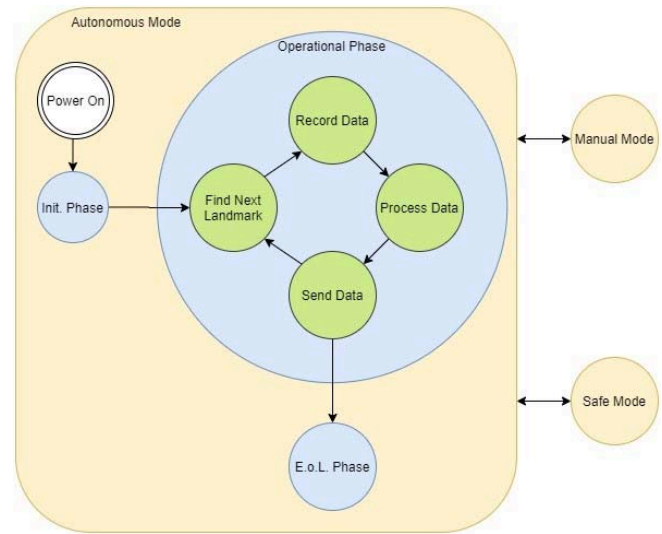 Autonomous Mode
Operational Phase
Power On
Record Data
Manual Mode
Init. Phase
Find Next
Landmark
Process Data
Send Data
Safe Mode
E.o.L. Phase